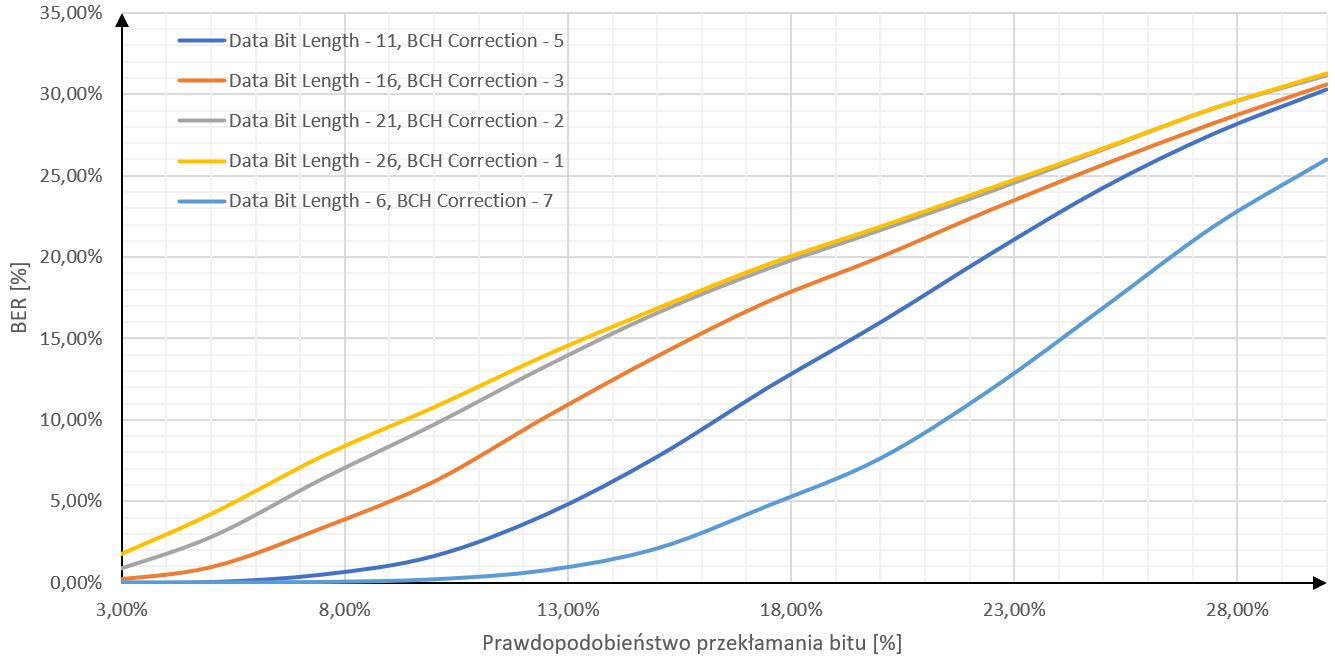 35,00%
30,00%
25,00%
20,00%
15,00%
10,00%
5,00%
0,00%
BER [%]
Data Bit Length - 11, BCH Correction - 5
Data Bit Length - 16, BCH Correction - 3
Data Bit Length - 21, BCH Correction - 2
Data Bit Length - 26, BCH Correction - 1
Data Bit Length - 6, BCH Correction - 7
3,00% 8,00% 13,00% 18,00% 23,00% 28,00%
Prawdopodobieństwo przekłamania bitu [%]